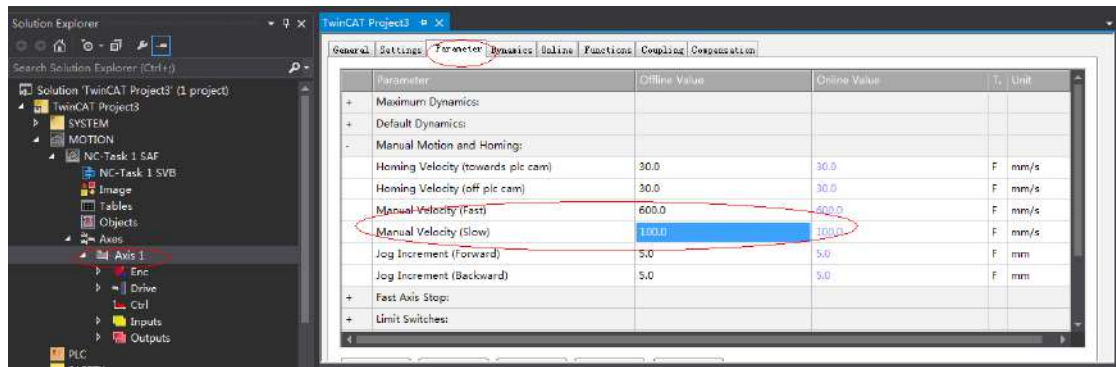 Solution Explorer
Search Solution Explorer (Ctrl+;)
Solution 'TwinCAT Project3' (1 project)
TwinCAT Project3
SYSTEM
MOTION
NC-Task 1 SAF
NC-Task 1 SVB
Image
Tables
Objects
Axes
Axis 1
Enc
Drive
Ctrl
Inputs
Outputs
PLC
TwinCAT Project3
General Settings Parameter Dynamics Online Functions Coupling Compensation
Parameter Offline Value Online Value T. Unit
+ Maximum Dynamics:
+ Default Dynamics:
- Manual Motion and Homing:
Homing Velocity (towards plc cam) 30.0 30.0 F mm/s
Homing Velocity (off plc cam) 30.0 30.0 F mm/s
Manual Velocity (Fast) 600.0 600.0 F mm/s
Manual Velocity (Slow) 100.0 100.0 F mm/s
Jog Increment (Forward) 5.0 5.0 F mm
Jog Increment (Backward) 5.0 5.0 F mm
+ Fast Axis Stop:
+ Limit Switches: